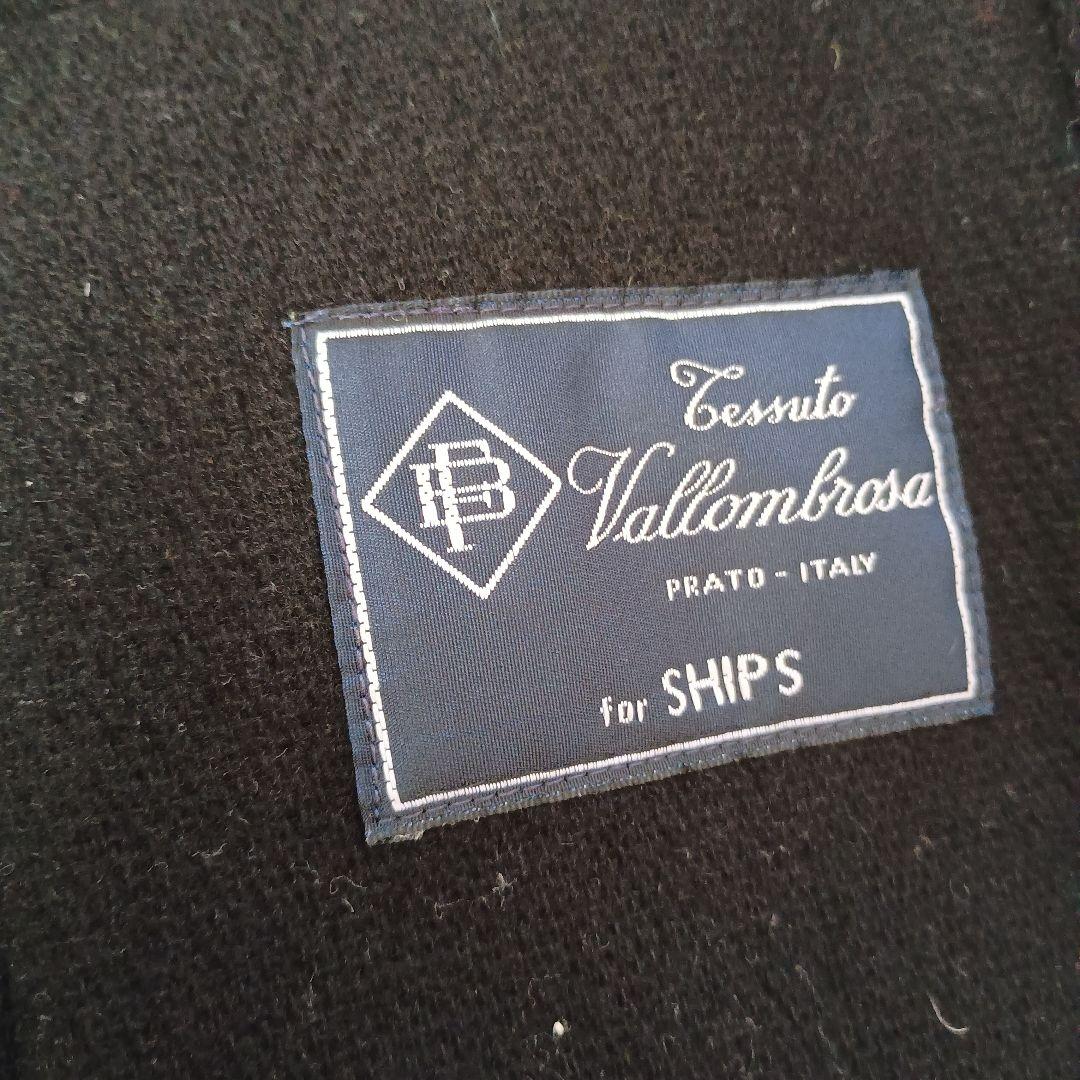 Tessuto
Vallombrosa
PRATO - ITALY
for SHIPS